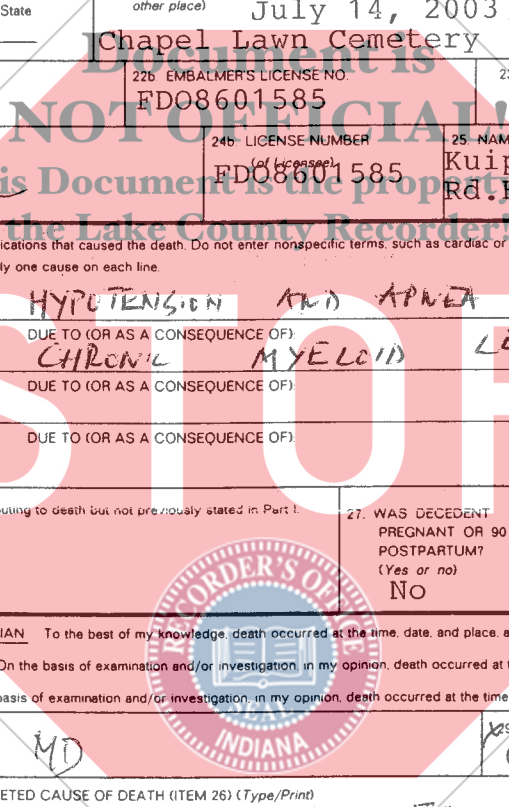 State
other place)
July 14, 2003
Chapel Lawn Cemetery
Document is
22b. EMBALMER'S LICENSE NO.
FDO8601585
NOT OFFICIAL!
24b. LICENSE NUMBER
(of Licensee)
FDO8601585
25. NAM
Kuip
Rd.
is Document is the property
the Lake County Recorder!
ications that caused the death. Do not enter nonspecific terms, such as cardiac or
ly one cause on each line.
HYPOTENSION AND APNEA
DUE TO (OR AS A CONSEQUENCE OF):
CHRONIC MYELOID
DUE TO (OR AS A CONSEQUENCE OF):
DUE TO (OR AS A CONSEQUENCE OF):
STOP
uting to death but not previously stated in Part I.
27. WAS DECEDENT
PREGNANT OR 90
POSTPARTUM?
(Yes or no)
No
RECORDER'S OFFICE
SEAL
INDIANA
IAN To the best of my knowledge, death occurred at the time, date, and place, a
On the basis of examination and/or investigation, in my opinion, death occurred at t
basis of examination and/or investigation, in my opinion, death occurred at the time
MD
ETED CAUSE OF DEATH (ITEM 26) (Type/Print)